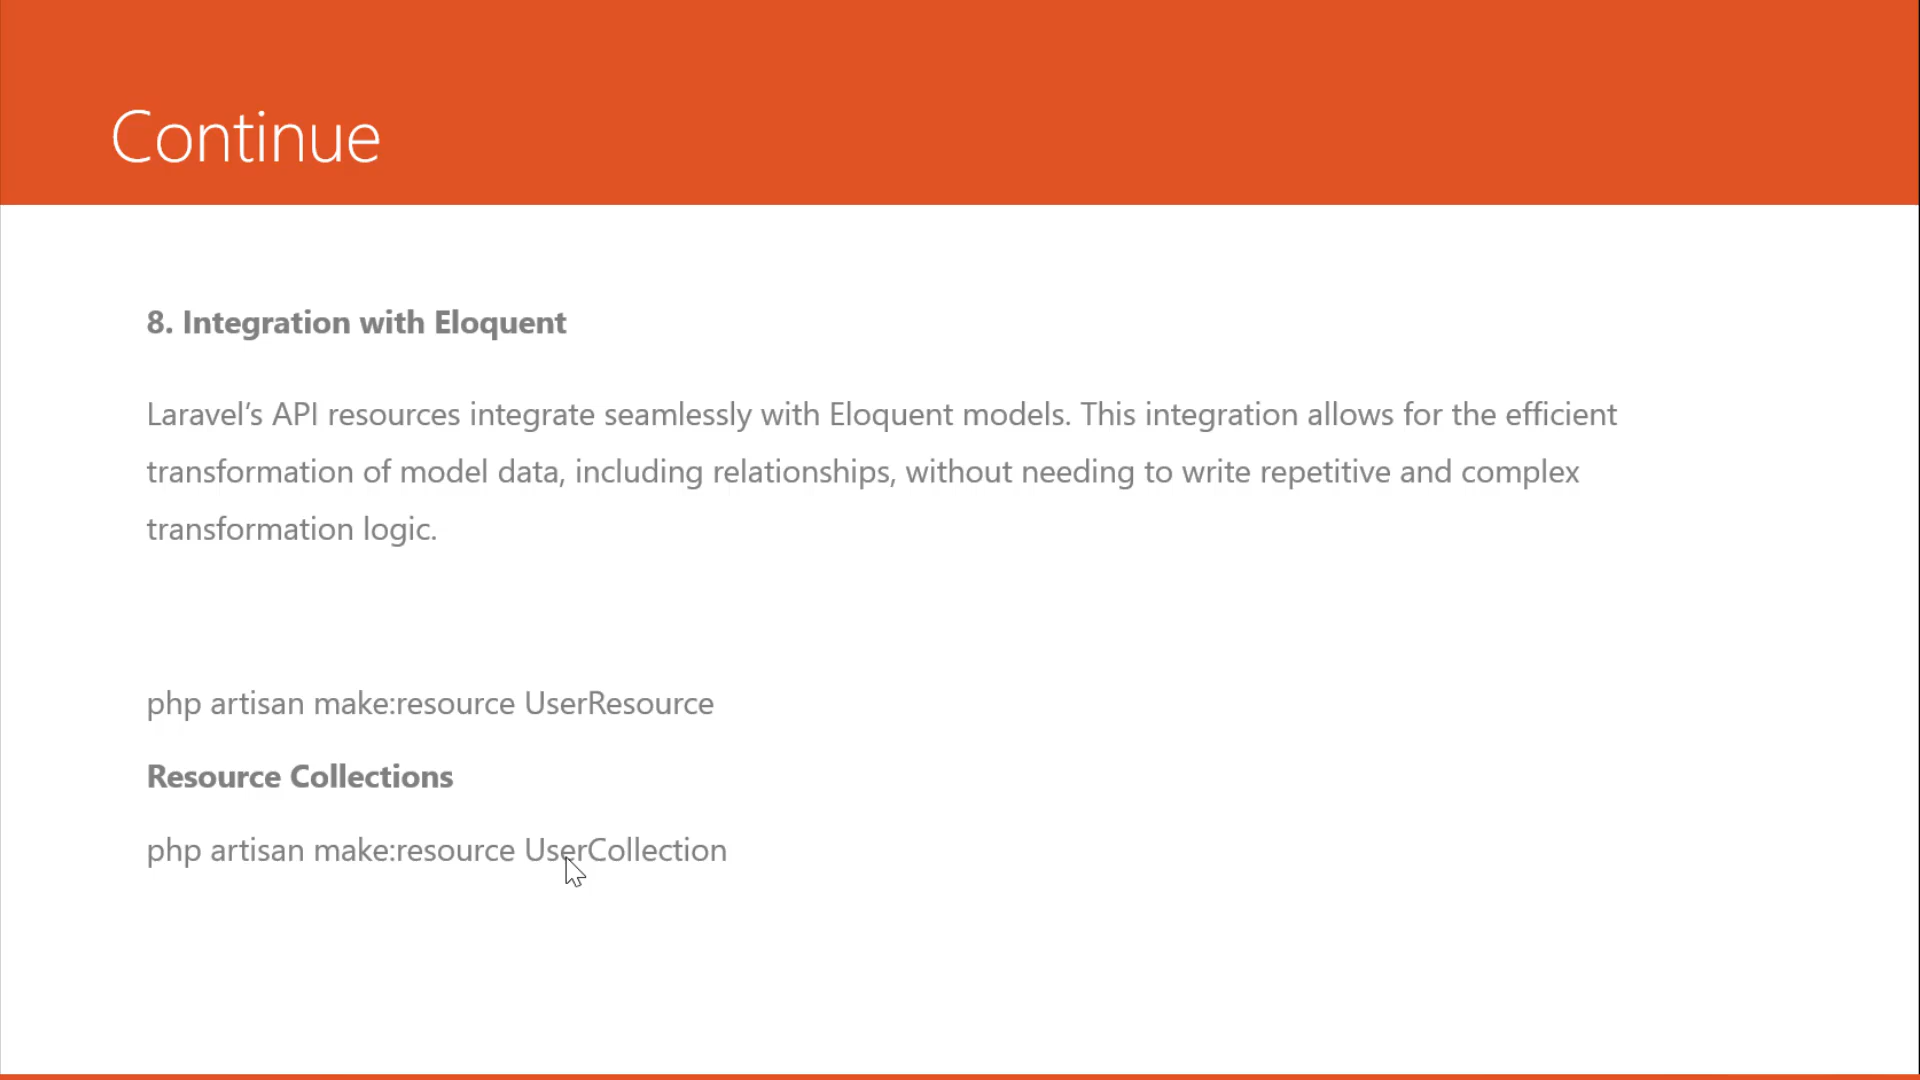 Continue
8. Integration with Eloquent
Laravel’s API resources integrate seamlessly with Eloquent models. This integration allows for the efficient
transformation of model data, including relationships, without needing to write repetitive and complex
transformation logic.
php artisan make:resource UserResource
Resource Collections
php artisan make:resource UserCollection